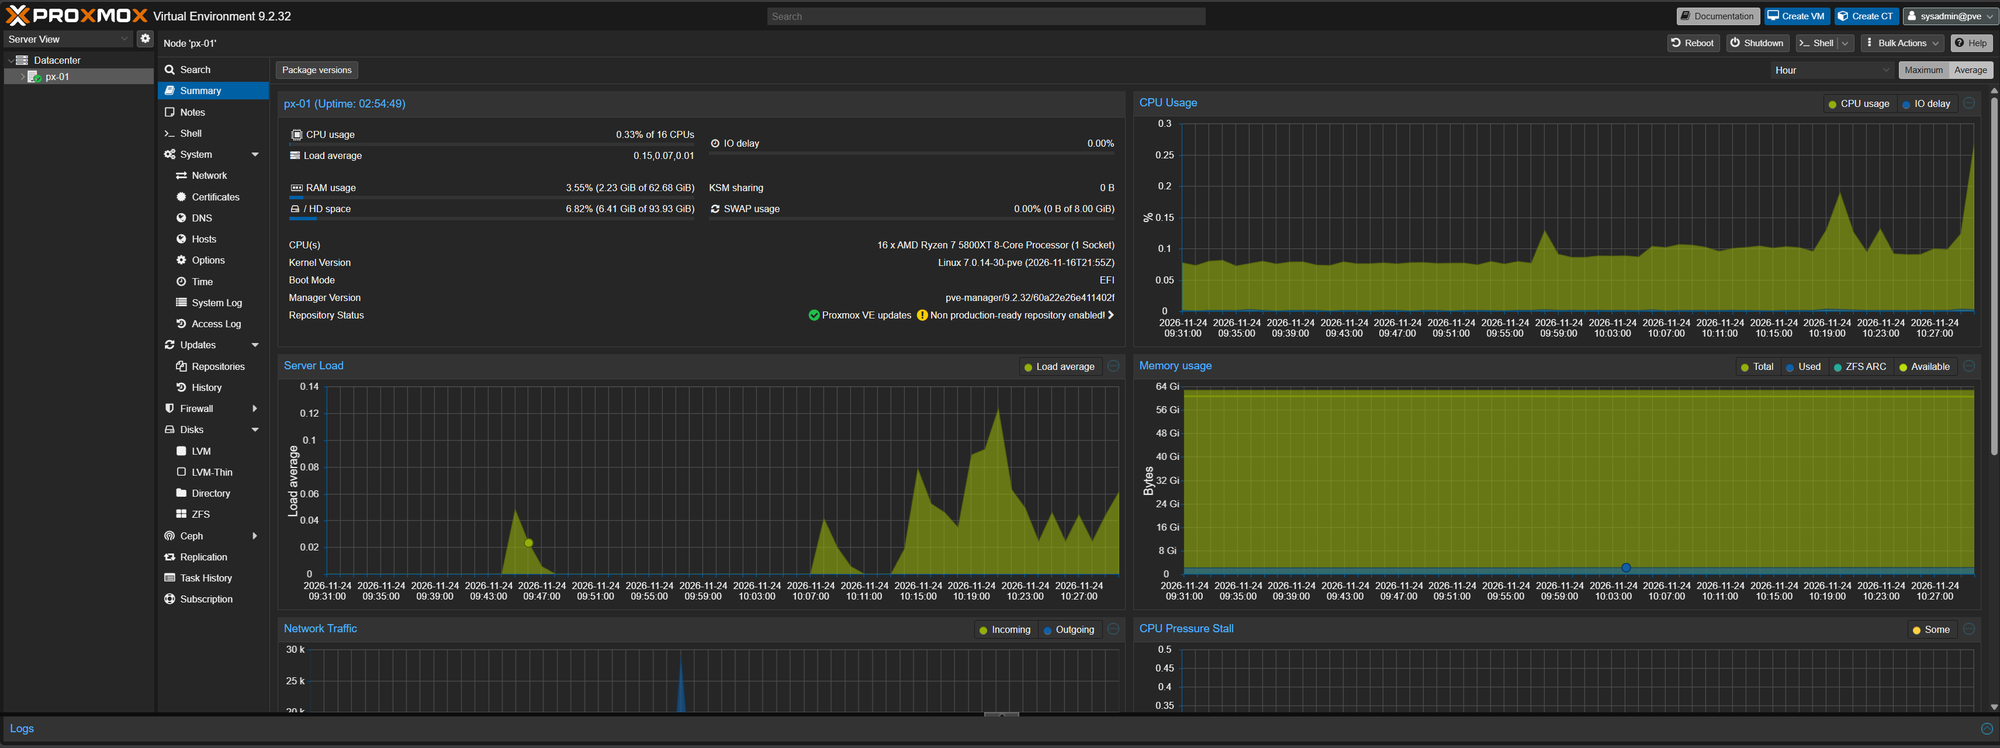 PROXMOX Virtual Environment 9.2.32
Search
Documentation
Create VM
Create CT
sysadmin@pve
Server View
Datacenter
px-01
Node 'px-01'
Reboot
Shutdown
Shell
Bulk Actions
Help
Search
Summary
Notes
Shell
System
Network
Certificates
DNS
Hosts
Options
Time
System Log
Access Log
Updates
Repositories
History
Firewall
Disks
LVM
LVM-Thin
Directory
ZFS
Ceph
Replication
Task History
Subscription
Package versions
Hour
Maximum
Average
px-01 (Uptime: 02:54:49)
CPU usage
0.33% of 16 CPUs
IO delay
0.00%
Load average
0.15,0.07,0.01
RAM usage
3.55% (2.23 GiB of 62.68 GiB)
KSM sharing
0 B
/ HD space
6.82% (6.41 GiB of 93.93 GiB)
SWAP usage
0.00% (0 B of 8.00 GiB)
CPU(s)
16 x AMD Ryzen 7 5800XT 8-Core Processor (1 Socket)
Kernel Version
Linux 7.0.14-30-pve (2026-11-16T21:55Z)
Boot Mode
EFI
Manager Version
pve-manager/9.2.32/60a22e26e411402f
Repository Status
Proxmox VE updates
Non production-ready repository enabled!
CPU Usage
CPU usage
IO delay
0.3
0.25
0.2
0.15
0.1
0.05
0
%
2026-11-24 2026-11-24 2026-11-24 2026-11-24 2026-11-24 2026-11-24 2026-11-24 2026-11-24 2026-11-24 2026-11-24 2026-11-24 2026-11-24 2026-11-24 2026-11-24 2026-11-24
09:31:00 09:35:00 09:39:00 09:43:00 09:47:00 09:51:00 09:55:00 09:59:00 10:03:00 10:07:00 10:11:00 10:15:00 10:19:00 10:23:00 10:27:00
Server Load
Load average
0.14
0.12
0.1
0.08
0.06
0.04
0.02
0
Load average
2026-11-24 2026-11-24 2026-11-24 2026-11-24 2026-11-24 2026-11-24 2026-11-24 2026-11-24 2026-11-24 2026-11-24 2026-11-24 2026-11-24 2026-11-24 2026-11-24 2026-11-24
09:31:00 09:35:00 09:39:00 09:43:00 09:47:00 09:51:00 09:55:00 09:59:00 10:03:00 10:07:00 10:11:00 10:15:00 10:19:00 10:23:00 10:27:00
Memory usage
Total
Used
ZFS ARC
Available
64 Gi
56 Gi
48 Gi
40 Gi
32 Gi
24 Gi
16 Gi
8 Gi
0
Bytes
2026-11-24 2026-11-24 2026-11-24 2026-11-24 2026-11-24 2026-11-24 2026-11-24 2026-11-24 2026-11-24 2026-11-24 2026-11-24 2026-11-24 2026-11-24 2026-11-24 2026-11-24
09:31:00 09:35:00 09:39:00 09:43:00 09:47:00 09:51:00 09:55:00 09:59:00 10:03:00 10:07:00 10:11:00 10:15:00 10:19:00 10:23:00 10:27:00
Network Traffic
Incoming
Outgoing
30 k
25 k
20 k
CPU Pressure Stall
Some
0.5
0.45
0.4
0.35
Logs